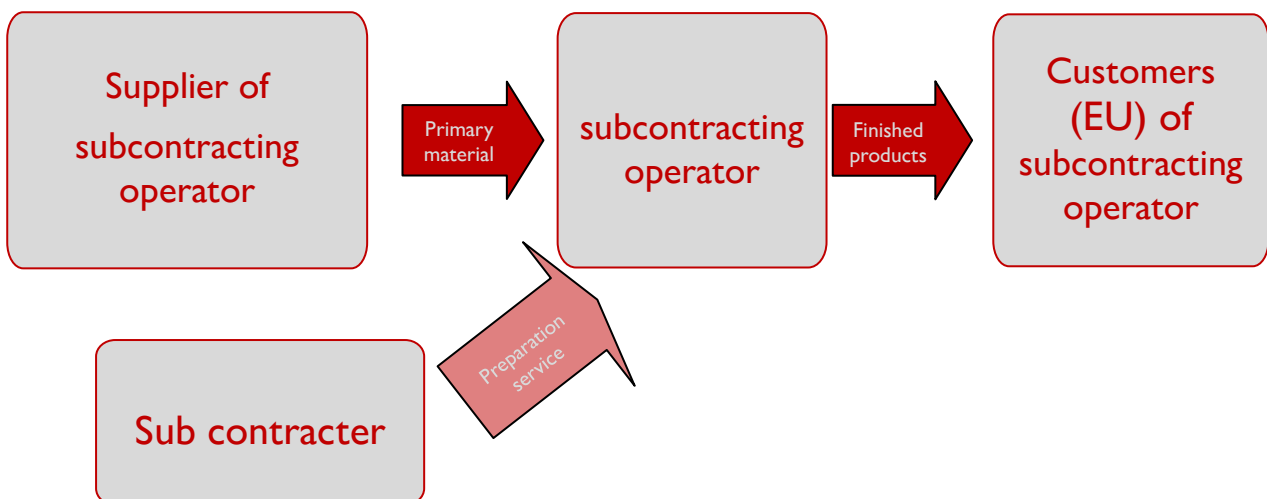 Supplier of
subcontracting
operator
Primary
material
subcontracting
operator
Finished
products
Customers
(EU) of
subcontracting
operator
Preparation
service
Sub contracter